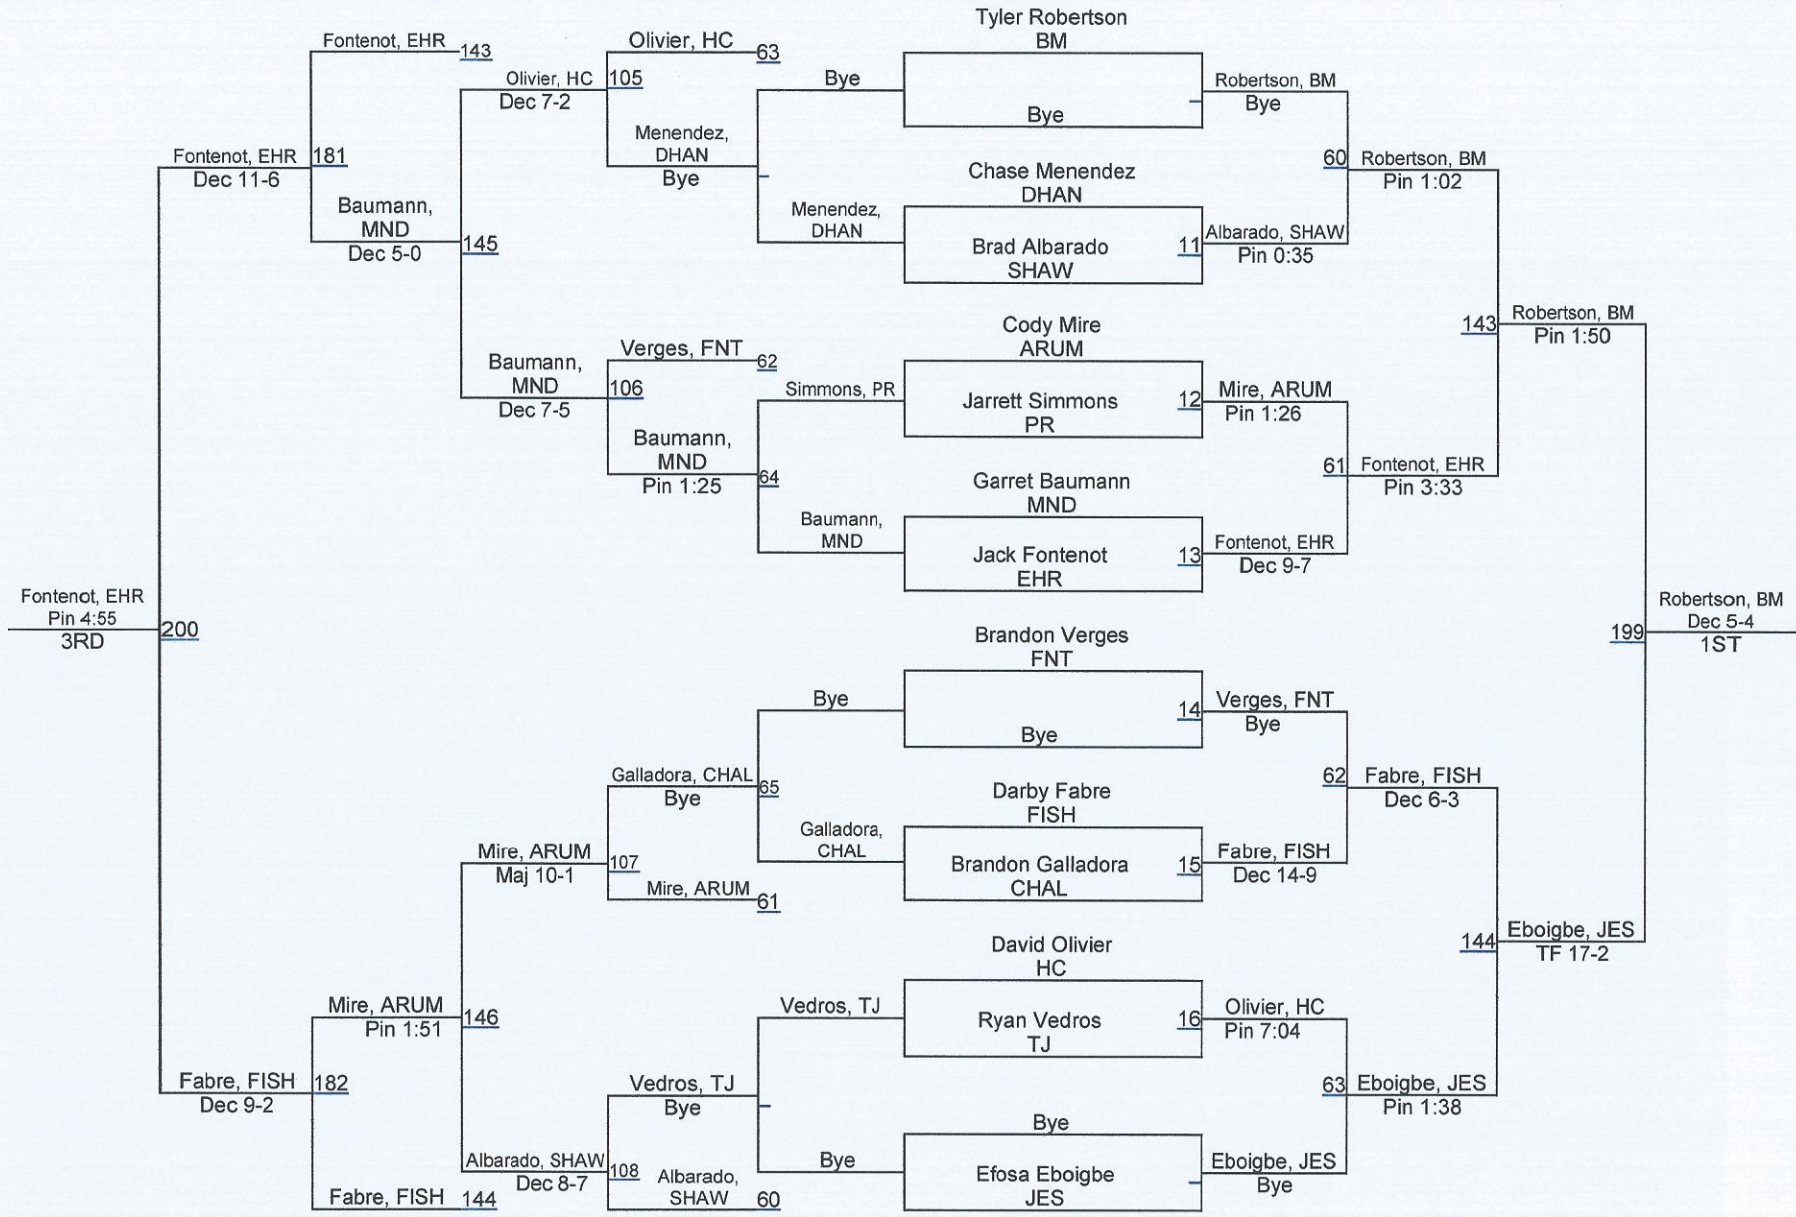 Tyler Robertson
BM
Fontenot, EHR
143
Olivier, HC
63
Olivier, HC
105
Dec 7-2
Bye
Robertson, BM
Bye
Bye
Menendez,
DHAN
Bye
Fontenot, EHR
181
Dec 11-6
60
Robertson, BM
Pin 1:02
Chase Menendez
DHAN
Baumann,
MND
145
Dec 5-0
Menendez,
DHAN
Brad Albarado
SHAW
11
Albarado, SHAW
Pin 0:35
Cody Mire
ARUM
143
Robertson, BM
Pin 1:50
Verges, FNT
62
Baumann,
MND
106
Dec 7-5
Simmons, PR
Jarrett Simmons
PR
12
Mire, ARUM
Pin 1:26
Baumann,
MND
64
Pin 1:25
61
Fontenot, EHR
Pin 3:33
Garret Baumann
MND
Baumann,
MND
Jack Fontenot
EHR
13
Fontenot, EHR
Dec 9-7
Fontenot, EHR
Pin 4:55
3RD
200
199
Robertson, BM
Dec 5-4
1ST
Brandon Verges
FNT
Bye
14
Verges, FNT
Bye
Bye
Galladora, CHAL
65
Bye
62
Fabre, FISH
Dec 6-3
Darby Fabre
FISH
Galladora,
CHAL
Brandon Galladora
CHAL
15
Fabre, FISH
Dec 14-9
Mire, ARUM
107
Maj 10-1
Mire, ARUM
61
David Olivier
HC
144
Eboigbe, JES
TF 17-2
Mire, ARUM
146
Pin 1:51
Vedros, TJ
Ryan Vedros
TJ
16
Olivier, HC
Pin 7:04
Fabre, FISH
182
Dec 9-2
Vedros, TJ
Bye
63
Eboigbe, JES
Pin 1:38
Bye
Bye
Efosa Eboigbe
JES
Eboigbe, JES
Bye
Albarado, SHAW
108
Dec 8-7
Albarado,
SHAW
60
Fabre, FISH
144